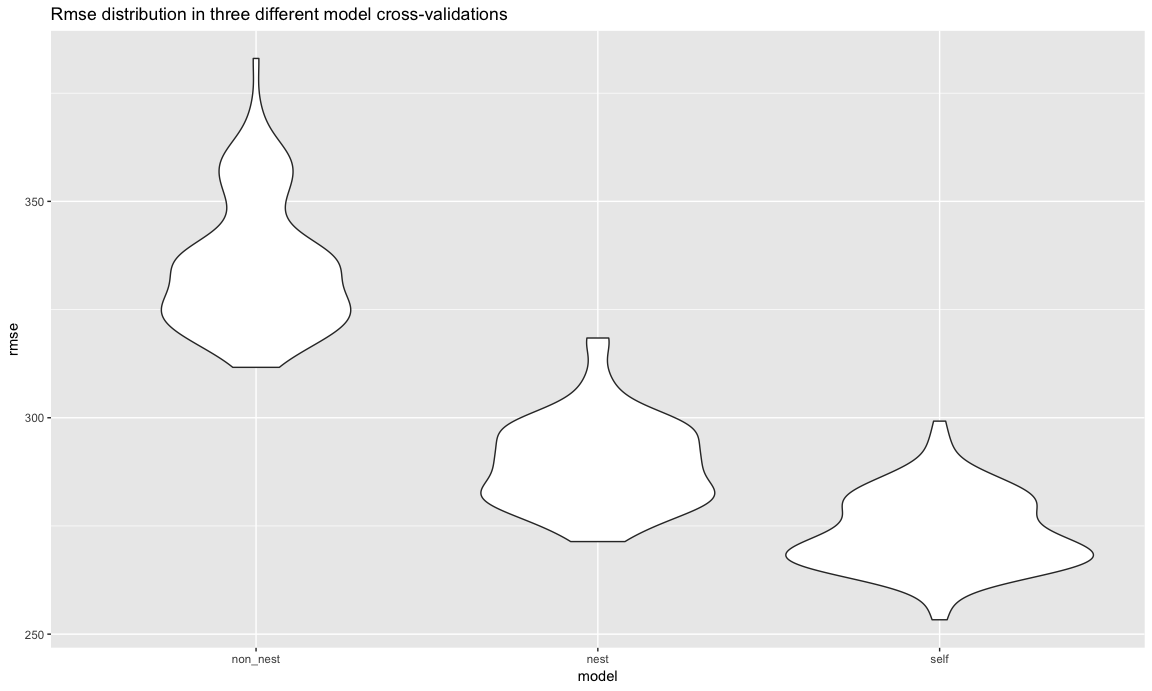 Rmse distribution in three different model cross-validations
rmse
350
300
250
non_nest nest self
model